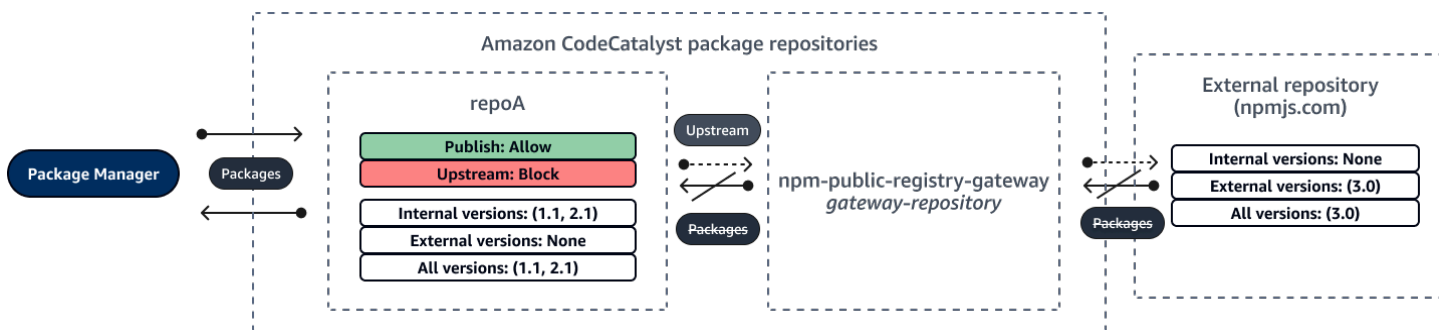 Amazon CodeCatalyst package repositories
Package Manager
Packages
repoA
Publish: Allow
Upstream: Block
Internal versions: (1.1, 2.1)
External versions: None
All versions: (1.1, 2.1)
Upstream
Packages
npm-public-registry-gateway
gateway-repository
Packages
External repository
(npmjs.com)
Internal versions: None
External versions: (3.0)
All versions: (3.0)